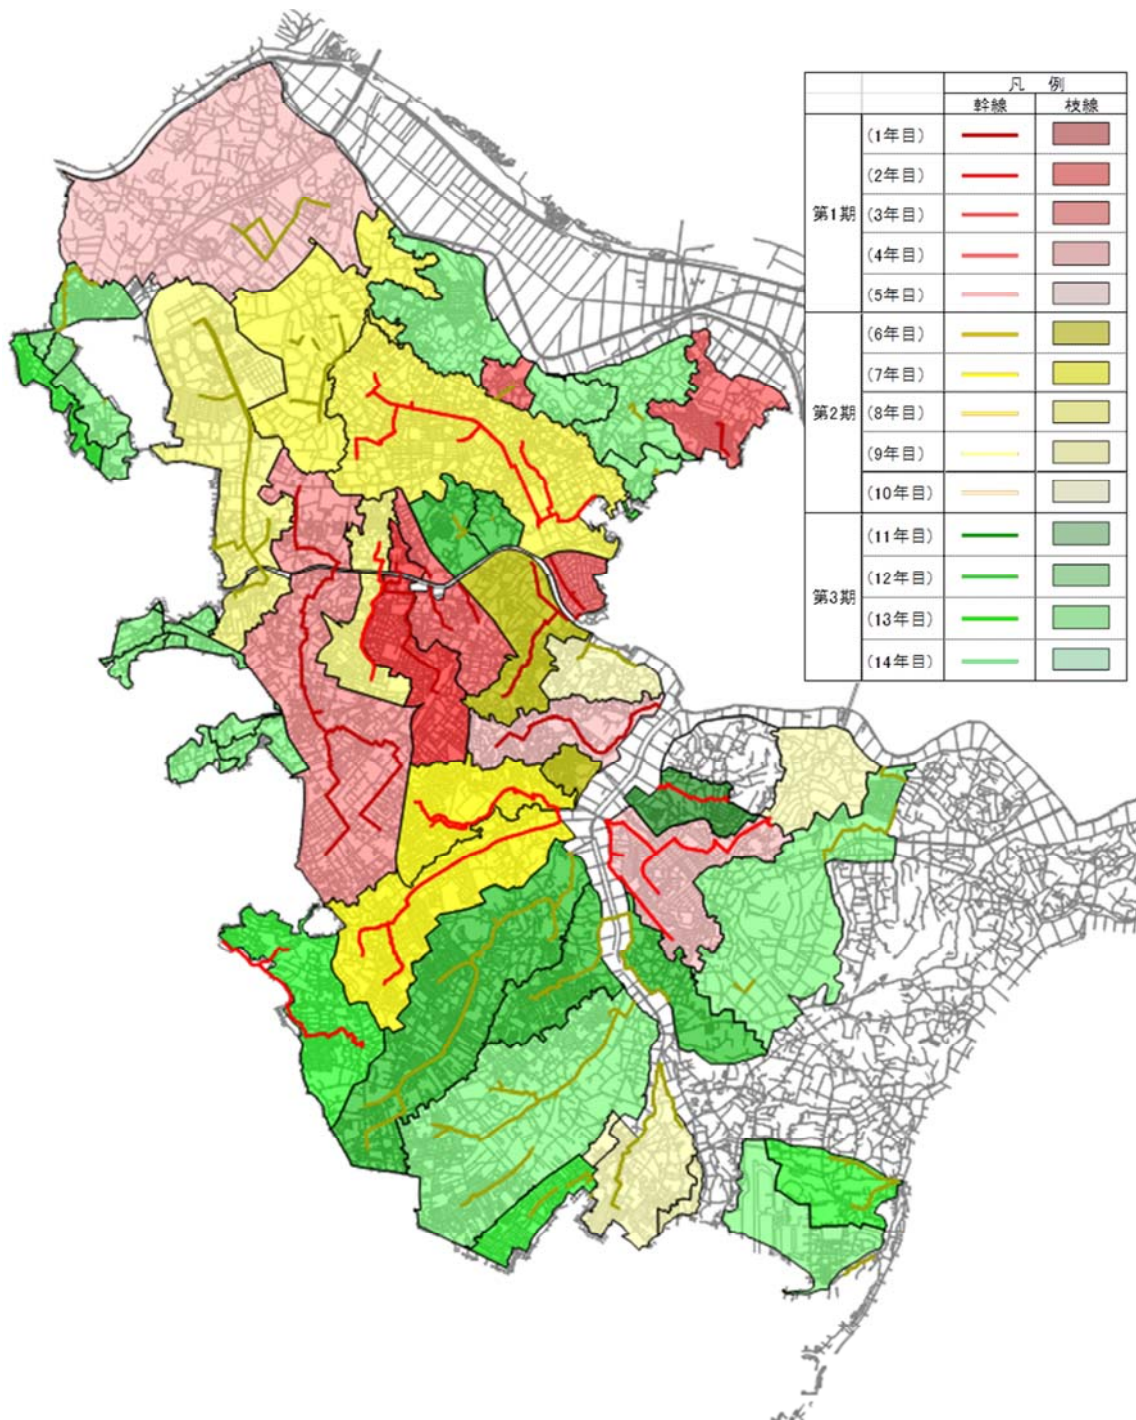 凡 例
幹線 枝線
第1期
(1年目)
(2年目)
(3年目)
(4年目)
(5年目)
第2期
(6年目)
(7年目)
(8年目)
(9年目)
(10年目)
第3期
(11年目)
(12年目)
(13年目)
(14年目)